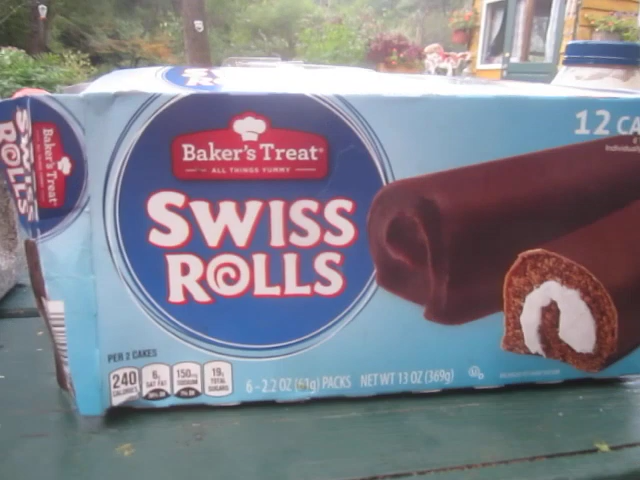 12 CA
Baker's Treat®
ALL THINGS YUMMY
SWISS
ROLLS
Baker's Treat
SWISS
ROLLS
PER 2 CAKES
240 CALORIES
6g SAT FAT
150mg SODIUM
19g TOTAL SUGARS
6 - 2.2 OZ (61g) PACKS NET WT 13 OZ (369g)